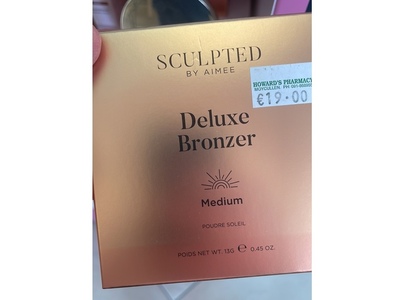 SCULPTED
BY AIMEE
HOWARD'S PHARMACY
€19.00
Deluxe
Bronzer
Medium
POUDRE SOLEIL
POIDS NET WT. 13G ℮ 0.45 OZ.